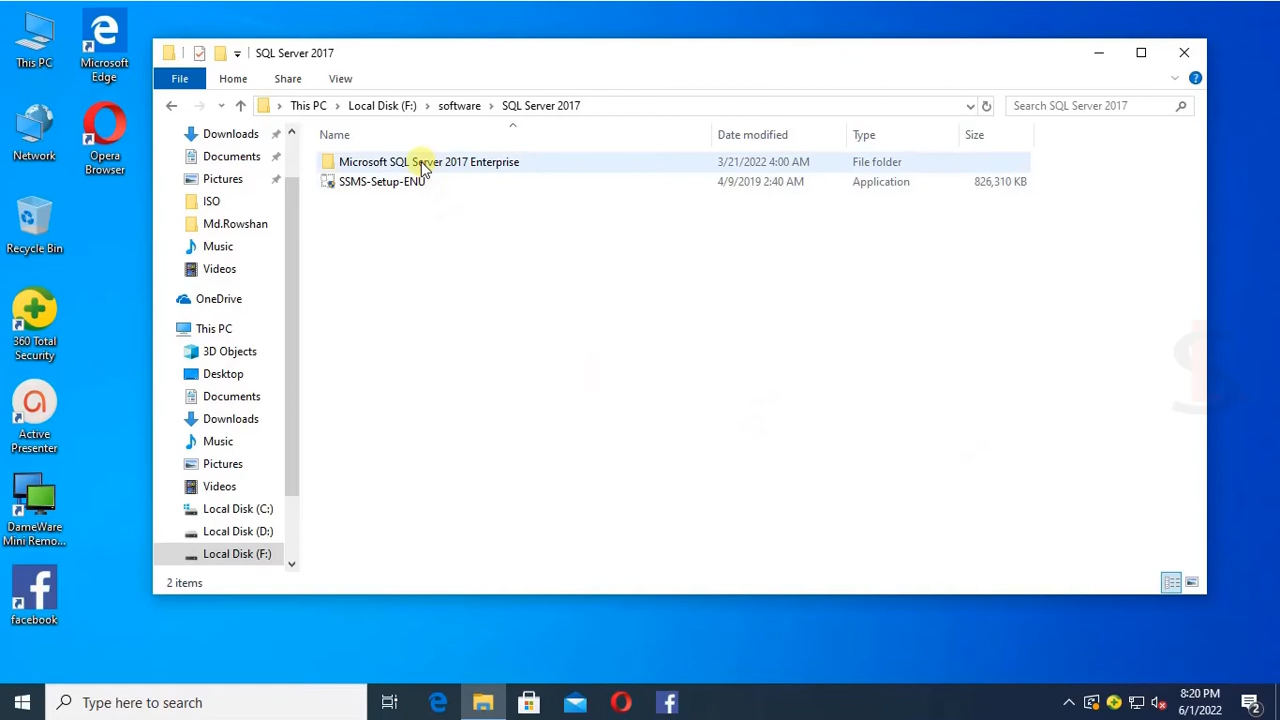 This PC
Microsoft
Edge
Network
Opera
Browser
Recycle Bin
360 Total
Security
Active
Presenter
DameWare
Mini Remo...
facebook
SQL Server 2017
File
Home
Share
View
This PC
Local Disk (F:)
software
SQL Server 2017
Search SQL Server 2017
Name
Date modified
Type
Size
Microsoft SQL Server 2017 Enterprise
3/21/2022 4:00 AM
File folder
SSMS-Setup-ENU
4/9/2019 2:40 AM
Application
826,310 KB
Downloads
Documents
Pictures
ISO
Md.Rowshan
Music
Videos
OneDrive
This PC
3D Objects
Desktop
Documents
Downloads
Music
Pictures
Videos
Local Disk (C:)
Local Disk (D:)
Local Disk (F:)
2 items
Type here to search
8:20 PM
6/1/2022
2